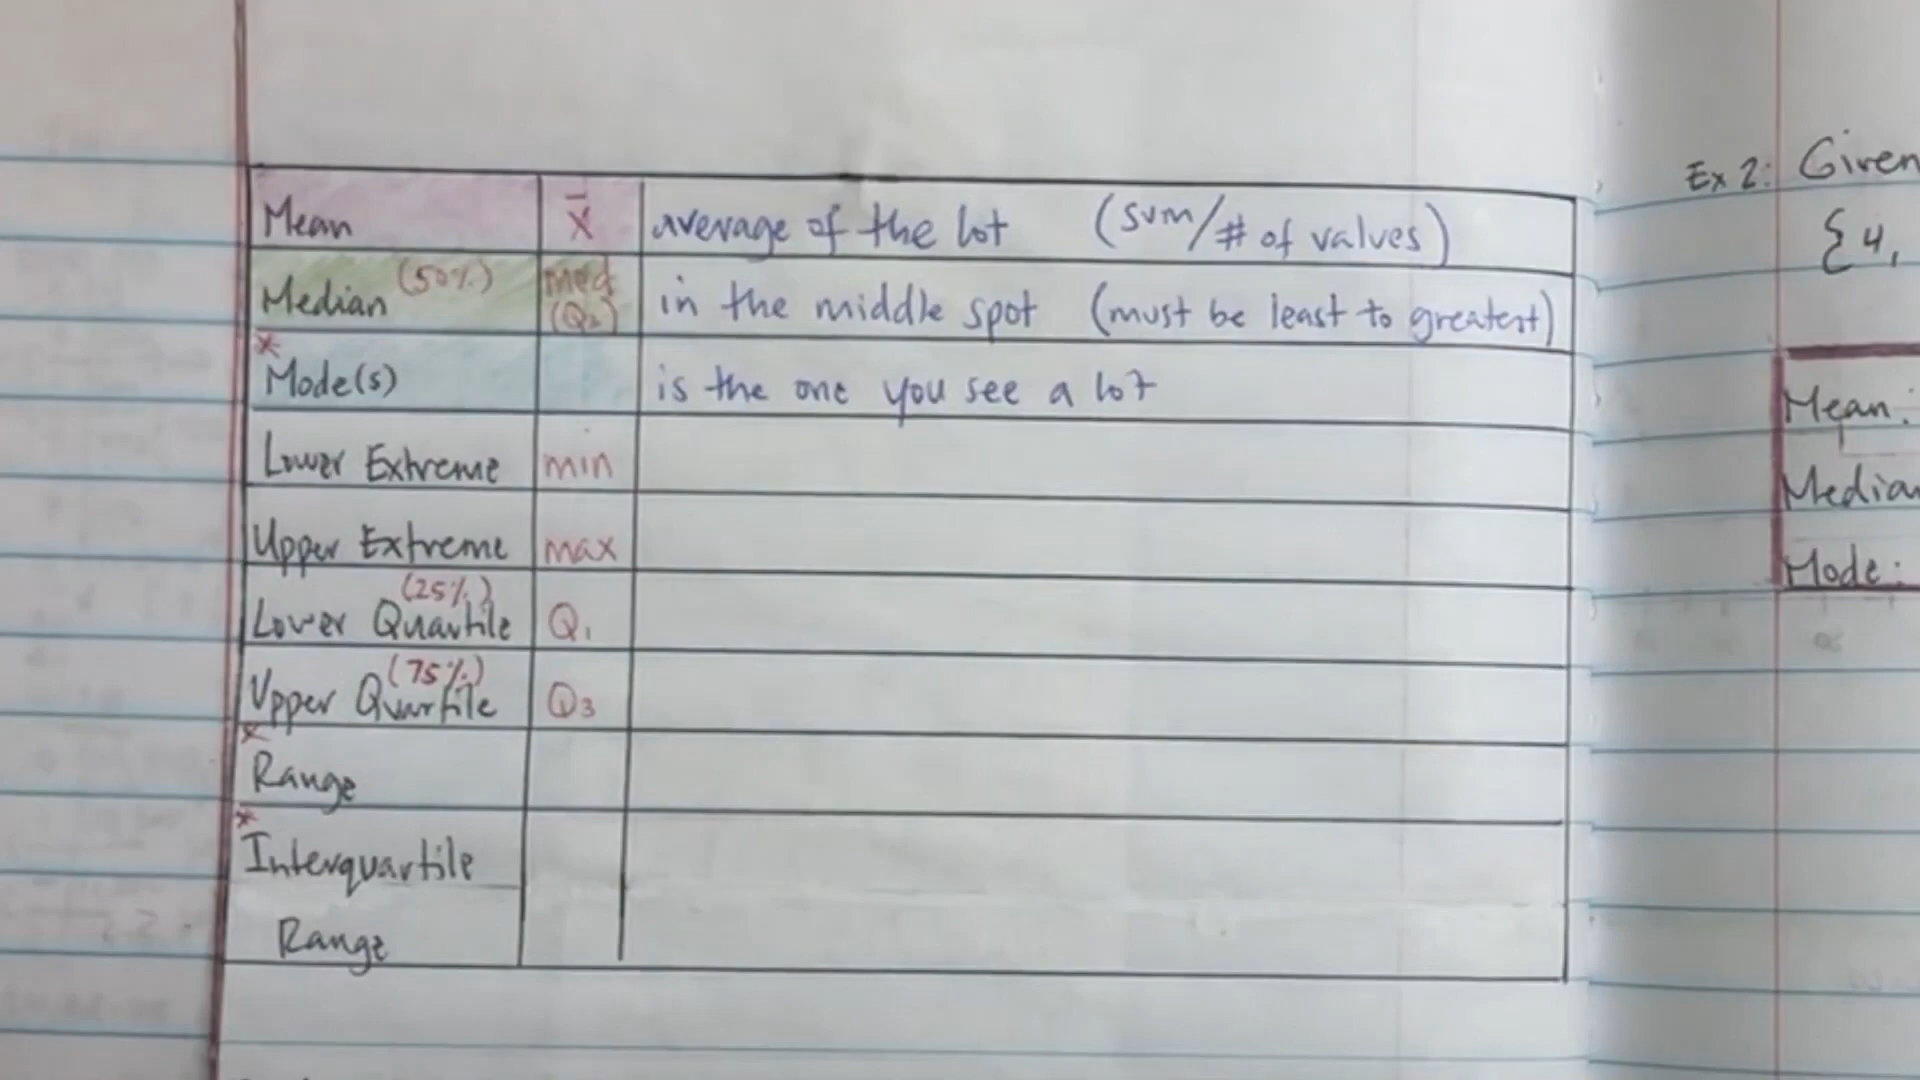 Mean x̄ average of the lot (sum/# of values)
Median (50%) med (Q₂) in the middle spot (must be least to greatest)
* Mode(s) is the one you see a lot
Lower Extreme min
Upper Extreme max
Lower Quartile (25%) Q₁
Upper Quartile (75%) Q₃
* Range
* Interquartile
Range
Ex 2: Given
{4,
Mean:
Median
Mode: